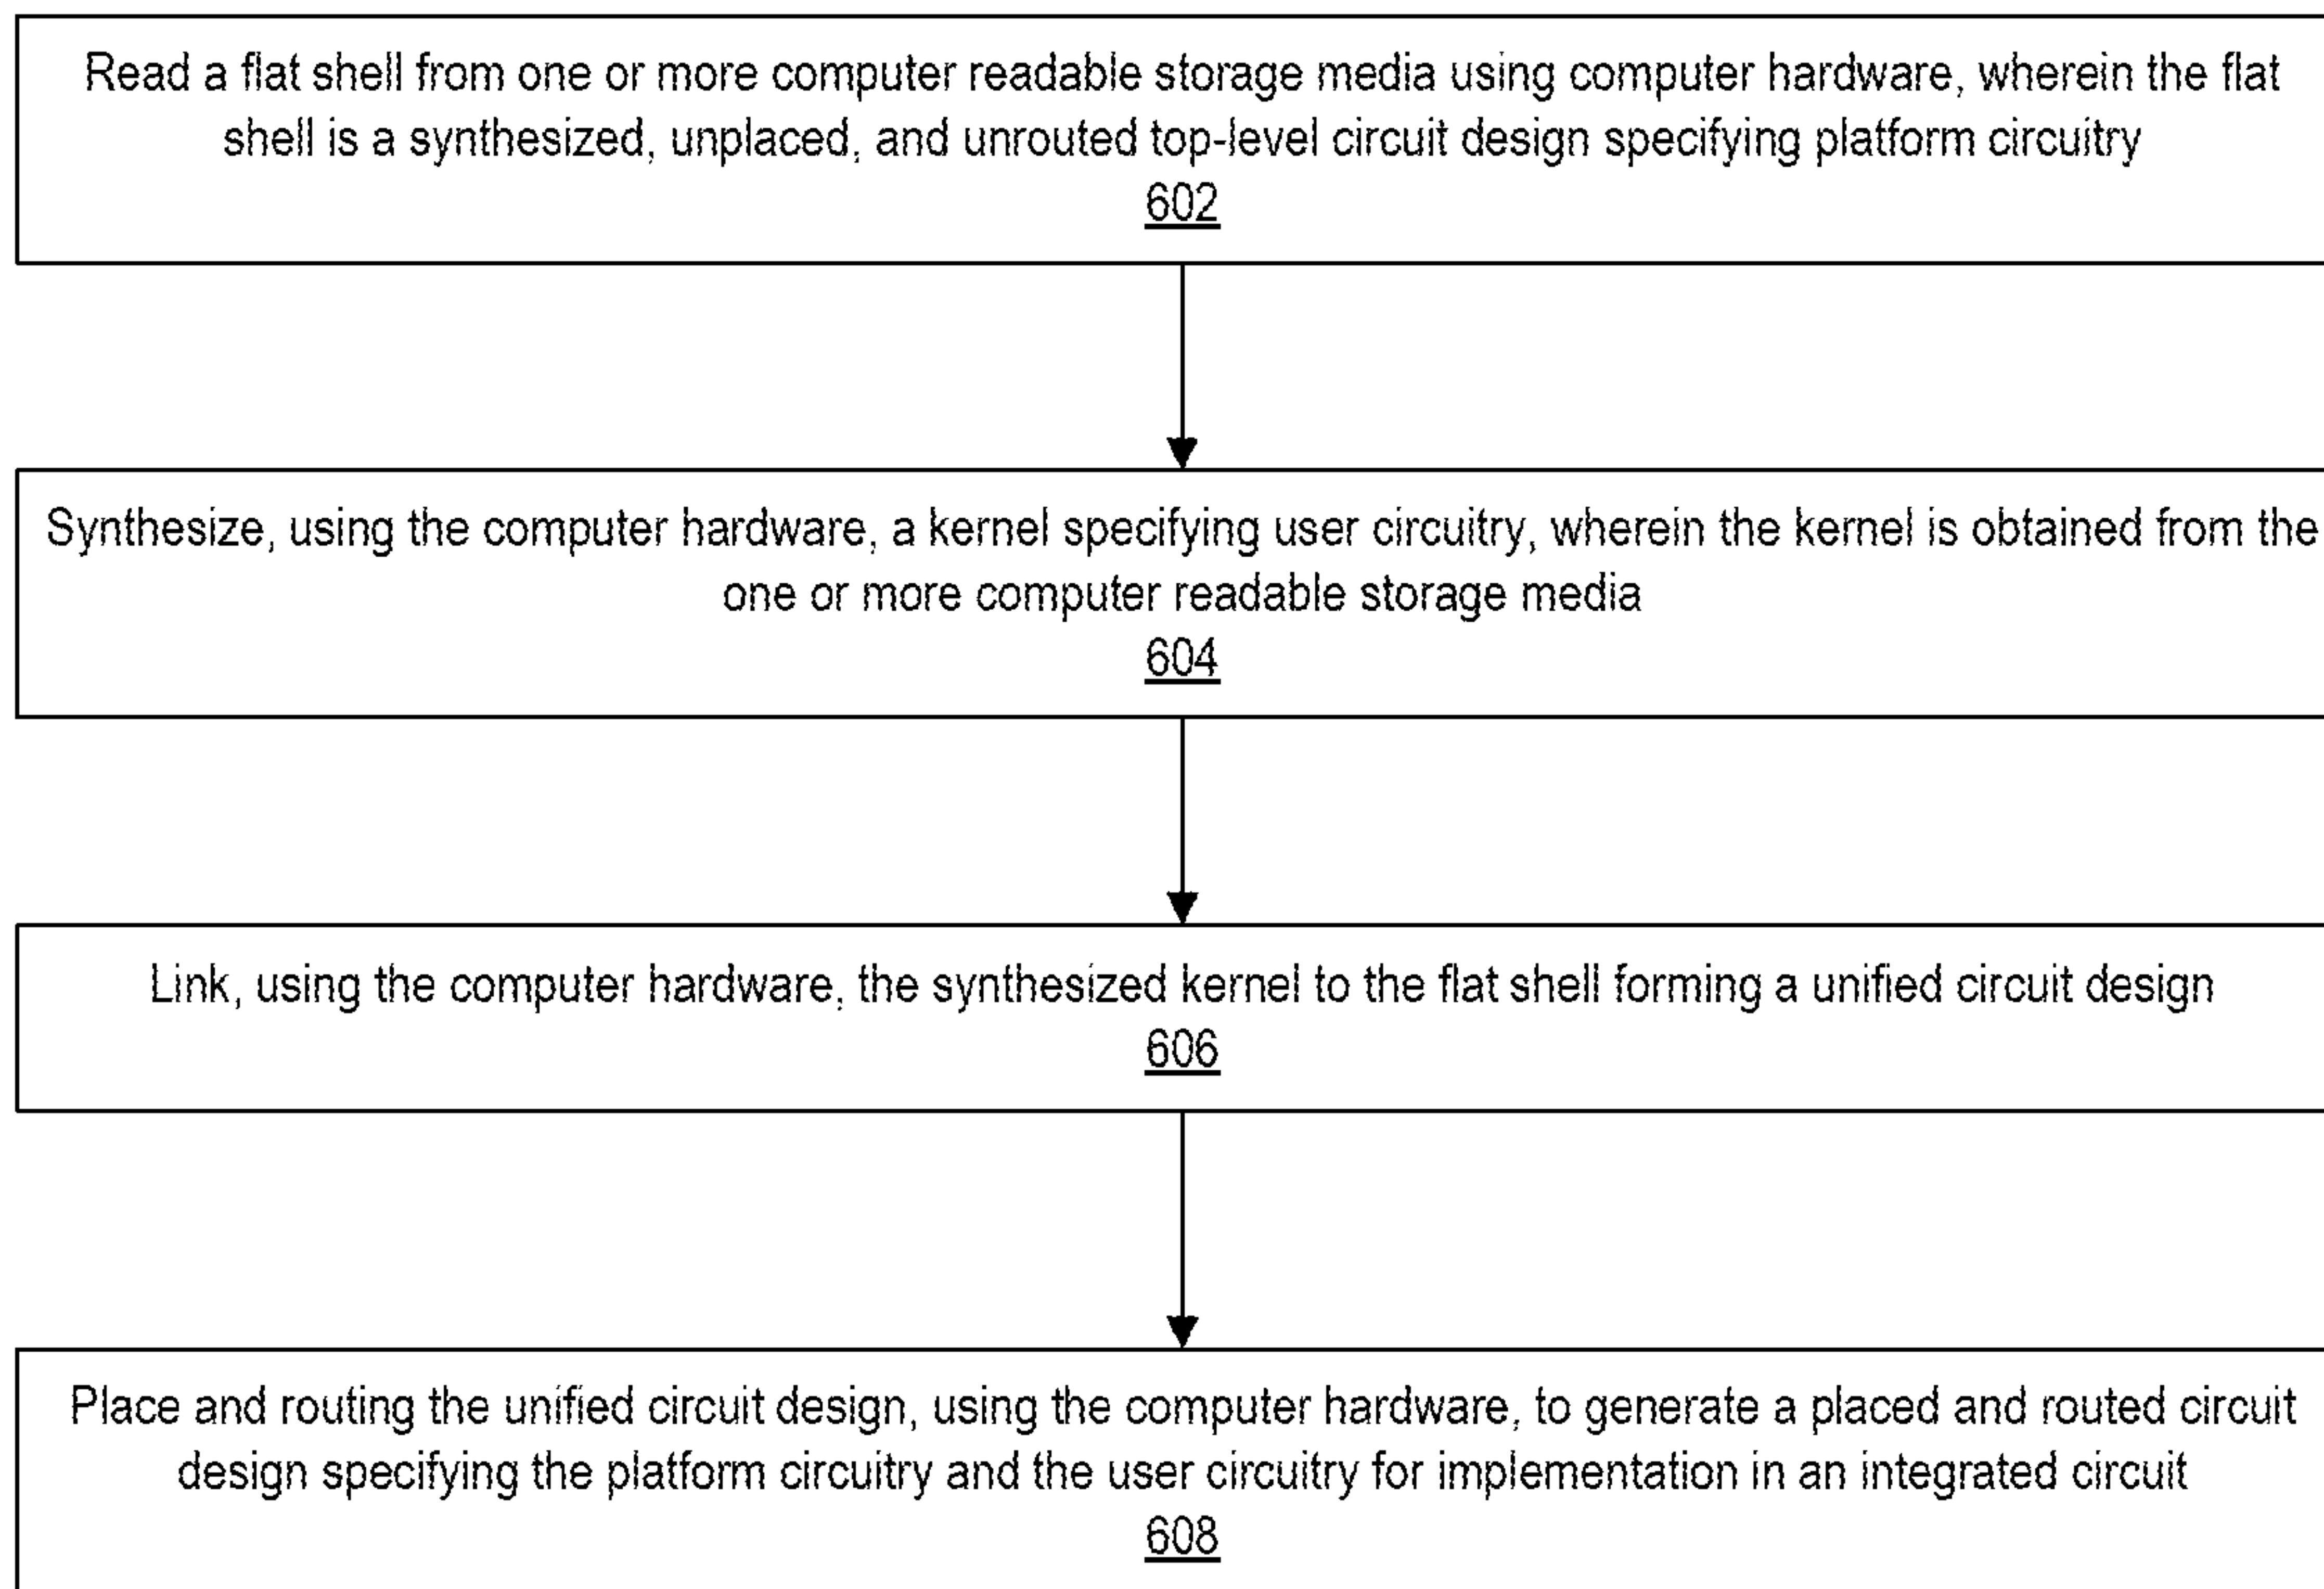 Read a flat shell from one or more computer readable storage media using computer hardware, wherein the flat
shell is a synthesized, unplaced, and unrouted top-level circuit design specifying platform circuitry
602
Synthesize, using the computer hardware, a kernel specifying user circuitry, wherein the kernel is obtained from the
one or more computer readable storage media
604
Link, using the computer hardware, the synthesized kernel to the flat shell forming a unified circuit design
606
Place and routing the unified circuit design, using the computer hardware, to generate a placed and routed circuit
design specifying the platform circuitry and the user circuitry for implementation in an integrated circuit
608